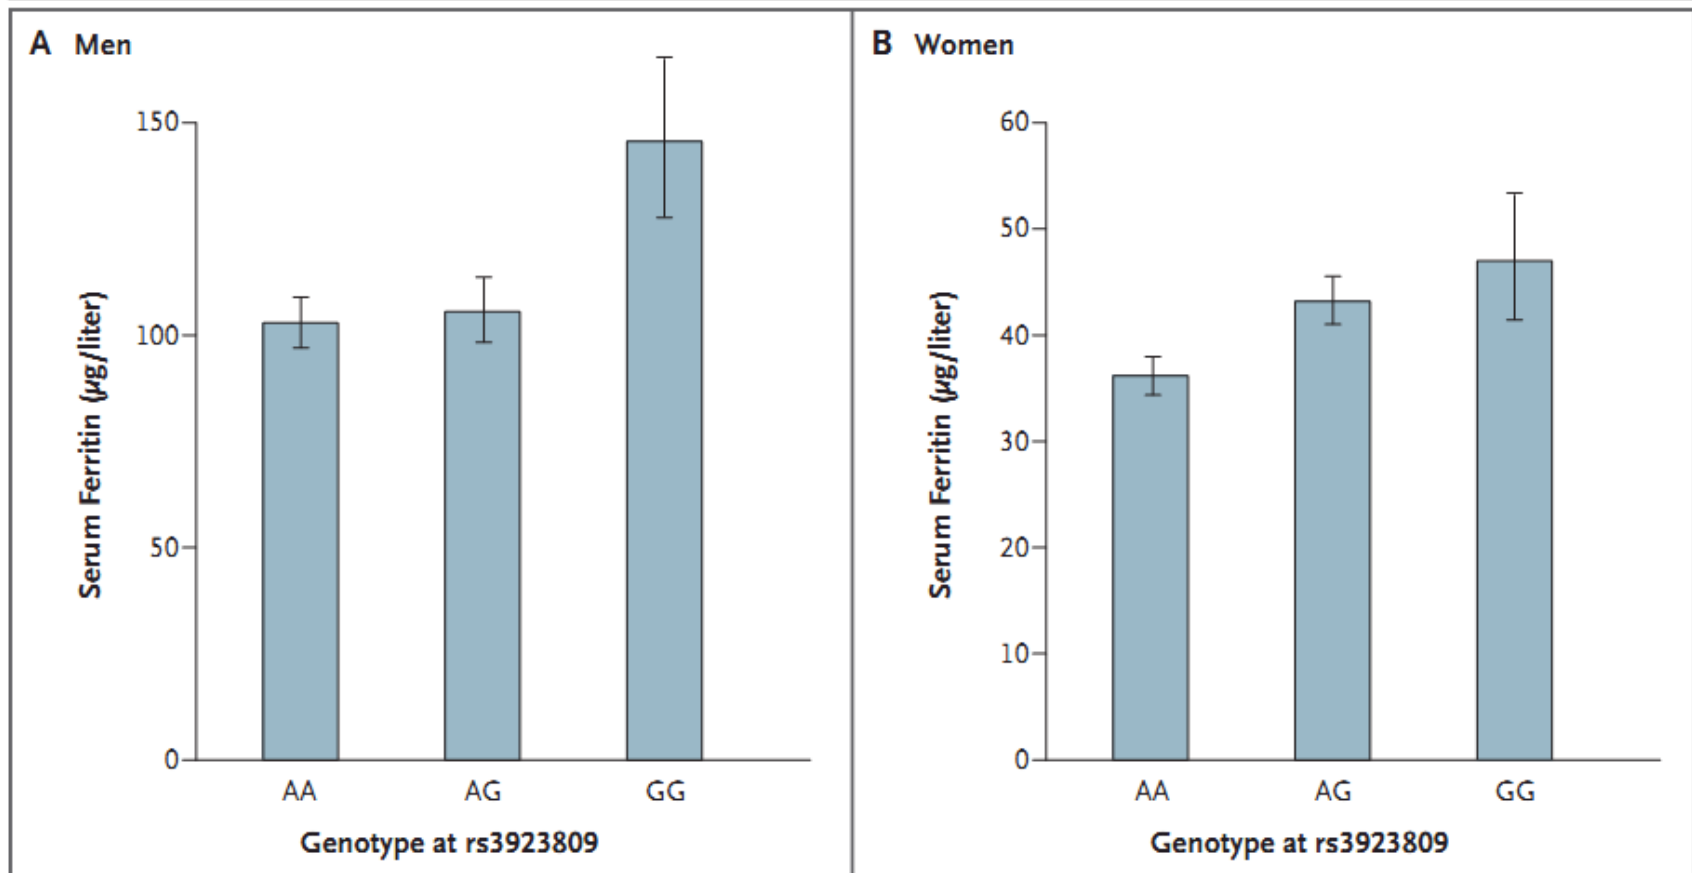 A Men
Serum Ferritin (µg/liter)
150
100
50
0
AA AG GG
Genotype at rs3923809
B Women
Serum Ferritin (µg/liter)
60
50
40
30
20
10
0
AA AG GG
Genotype at rs3923809